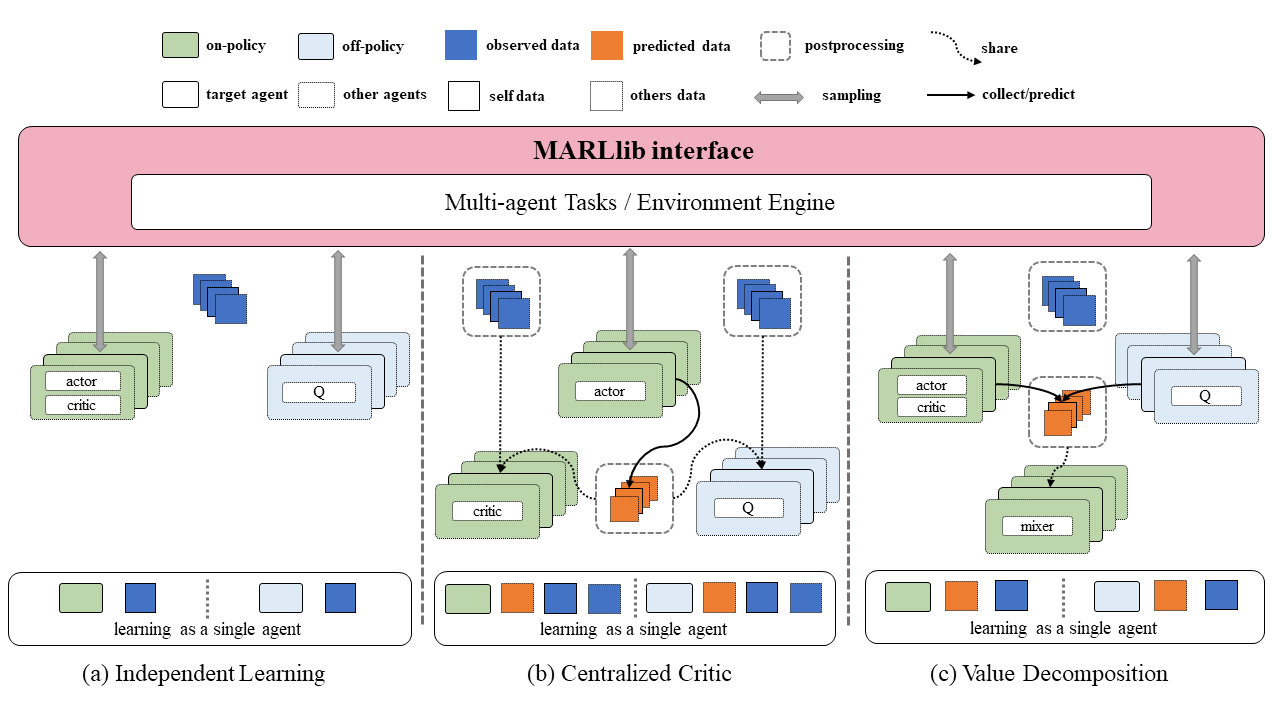 on-policy
off-policy
observed data
predicted data
postprocessing
share
target agent
other agents
self data
others data
sampling
collect/predict
MARLlib interface
Multi-agent Tasks / Environment Engine
actor
critic
Q
actor
critic
Q
actor
critic
Q
mixer
learning as a single agent
learning as a single agent
learning as a single agent
(a) Independent Learning
(b) Centralized Critic
(c) Value Decomposition